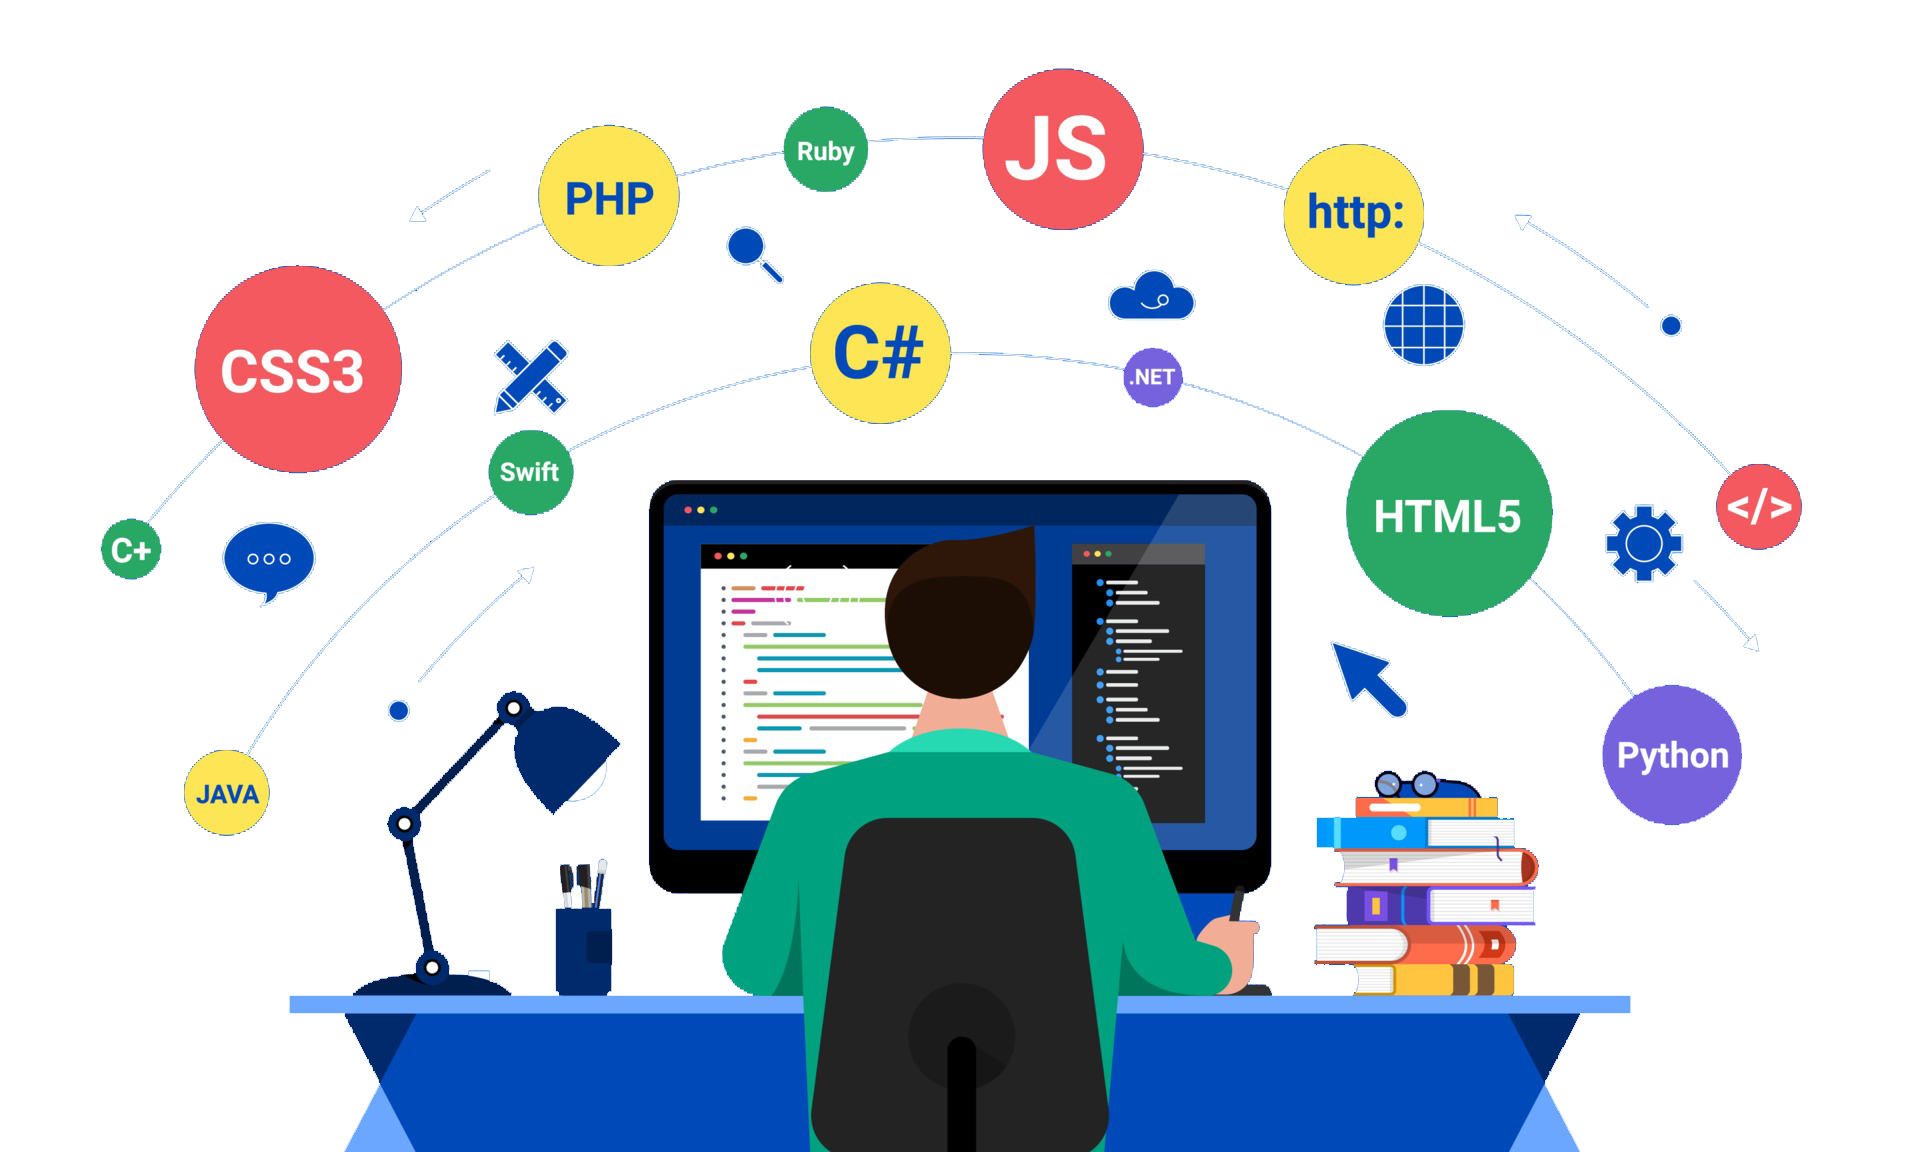 JS
Ruby
PHP
http:
C#
CSS3
.NET
Swift
</>
HTML5
C+
Python
JAVA